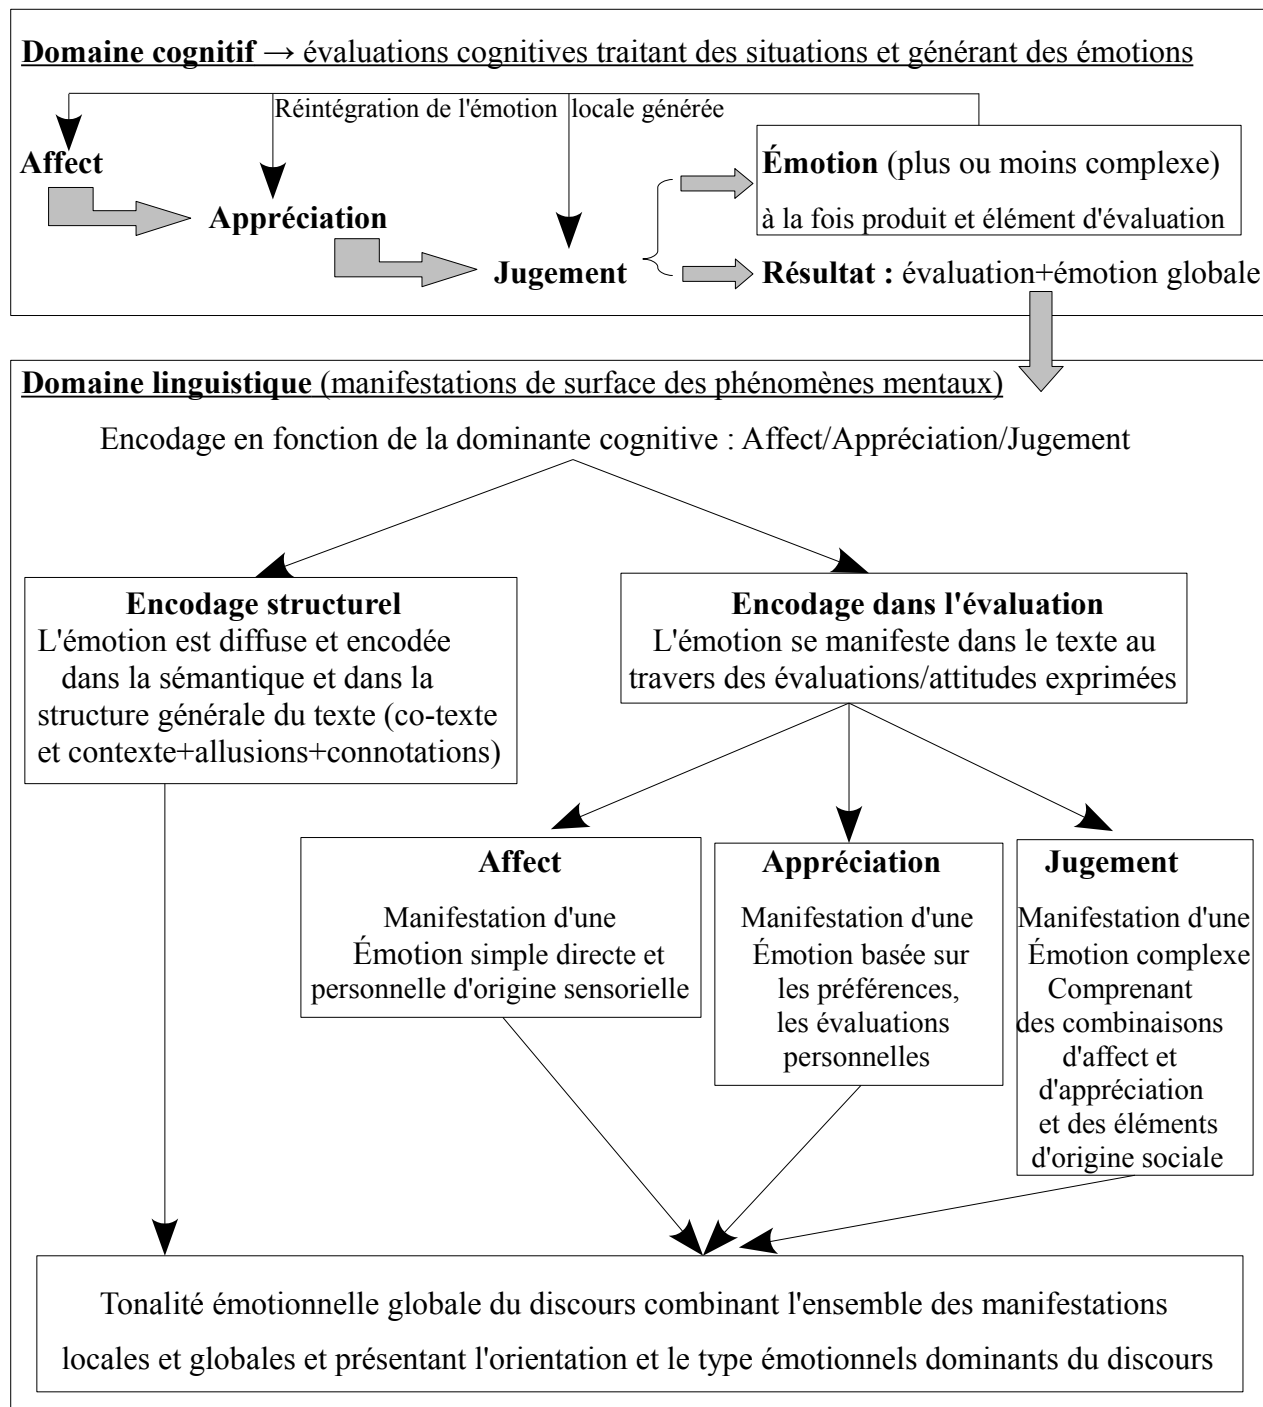 Domaine cognitif → évaluations cognitives traitant des situations et générant des émotions
Réintégration de l'émotion locale générée
Affect
Appréciation
Jugement
Émotion (plus ou moins complexe)
à la fois produit et élément d'évaluation
Résultat : évaluation+émotion globale
Domaine linguistique (manifestations de surface des phénomènes mentaux)
Encodage en fonction de la dominante cognitive : Affect/Appréciation/Jugement
Encodage structurel
L'émotion est diffuse et encodée
dans la sémantique et dans la
structure générale du texte (co-texte
et contexte+allusions+connotations)
Encodage dans l'évaluation
L'émotion se manifeste dans le texte au
travers des évaluations/attitudes exprimées
Affect
Manifestation d'une
Émotion simple directe et
personnelle d'origine sensorielle
Appréciation
Manifestation d'une
Émotion basée sur
les préférences,
les évaluations
personnelles
Jugement
Manifestation d'une
Émotion complexe
Comprenant
des combinaisons
d'affect et
d'appréciation
et des éléments
d'origine sociale
Tonalité émotionnelle globale du discours combinant l'ensemble des manifestations
locales et globales et présentant l'orientation et le type émotionnels dominants du discours